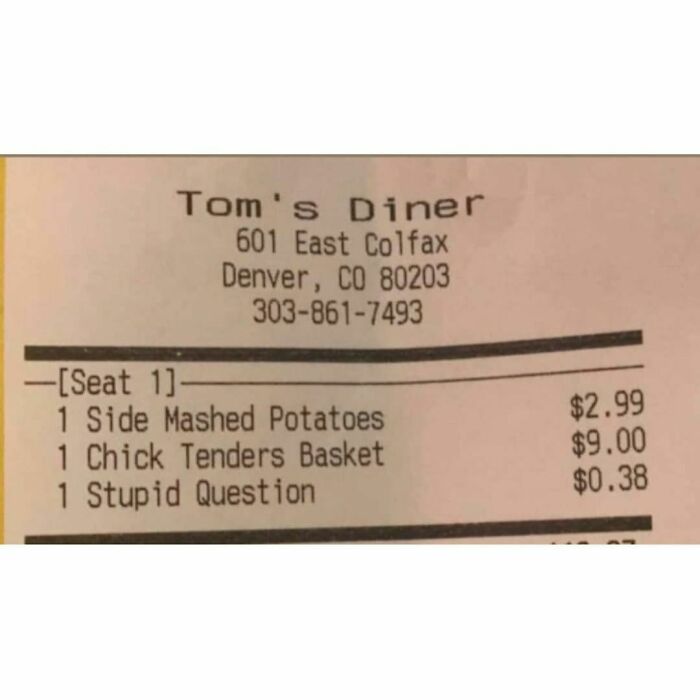 Tom's Diner
601 East Colfax
Denver, CO 80203
303-861-7493
[Seat 1]
1 Side Mashed Potatoes $2.99
1 Chick Tenders Basket $9.00
1 Stupid Question $0.38